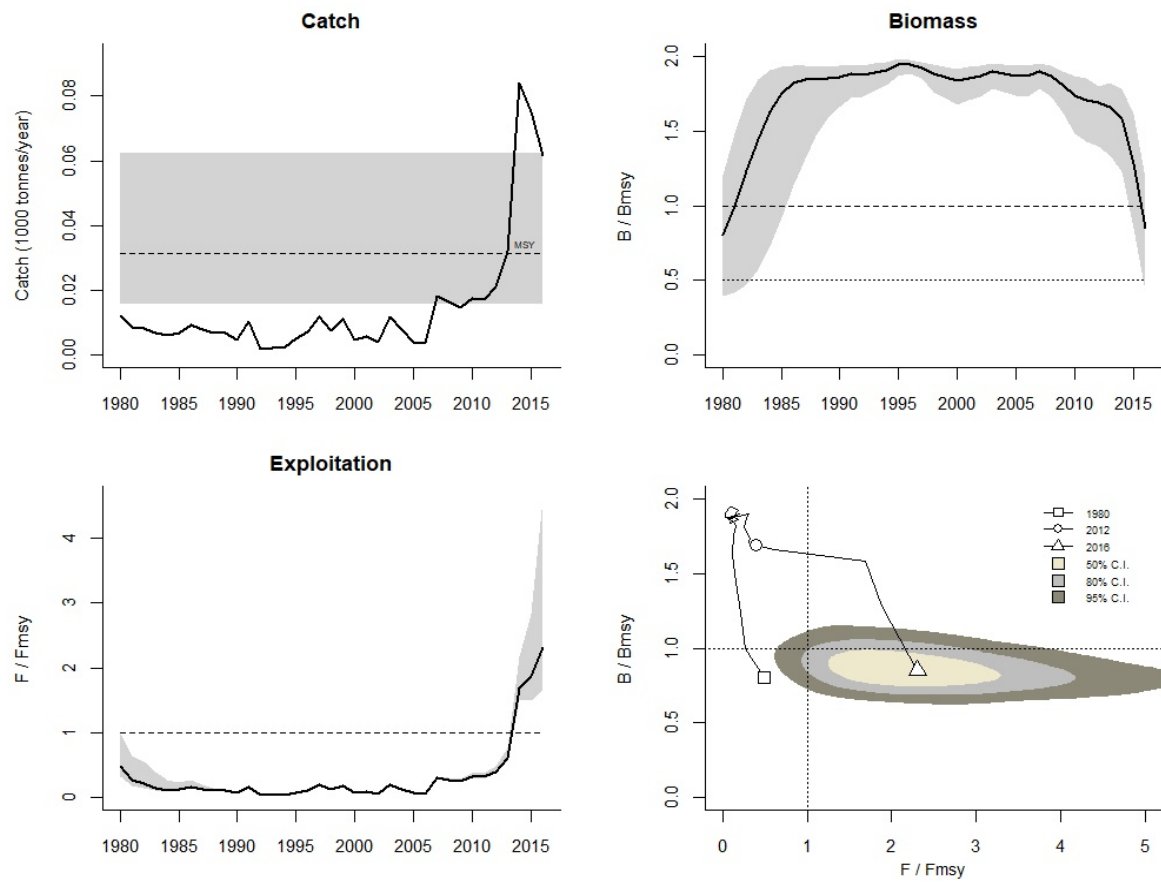 Catch
Catch (1000 tonnes/year)
0.08
0.06
0.04
0.02
0.00
MSY
1980 1985 1990 1995 2000 2005 2010 2015
Biomass
B / Bmsy
2.0
1.5
1.0
0.5
0.0
1980 1985 1990 1995 2000 2005 2010 2015
Exploitation
F / Fmsy
4
3
2
1
0
1980 1985 1990 1995 2000 2005 2010 2015
B / Bmsy
2.0
1.5
1.0
0.5
0.0
1980
2012
2016
50% C.I.
80% C.I.
95% C.I.
0 1 2 3 4 5
F / Fmsy